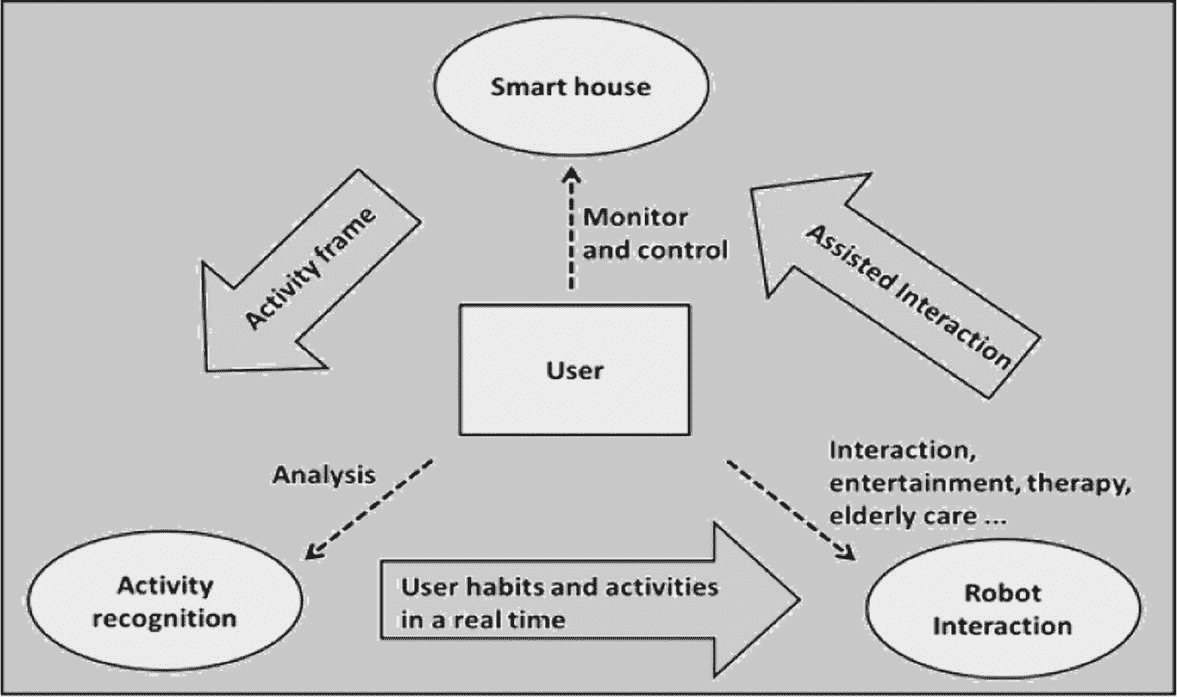 Smart house
Monitor
and control
Activity frame
Assisted Interaction
User
Analysis
Interaction,
entertainment, therapy,
elderly care ...
Activity
recognition
User habits and activities
in a real time
Robot
Interaction